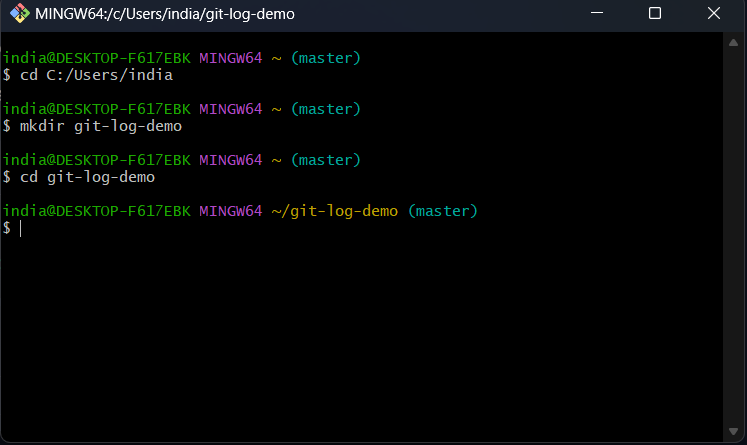 MINGW64:/c/Users/india/git-log-demo
india@DESKTOP-F617EBK MINGW64 ~ (master)
$ cd C:/Users/india
india@DESKTOP-F617EBK MINGW64 ~ (master)
$ mkdir git-log-demo
india@DESKTOP-F617EBK MINGW64 ~ (master)
$ cd git-log-demo
india@DESKTOP-F617EBK MINGW64 ~/git-log-demo (master)
$